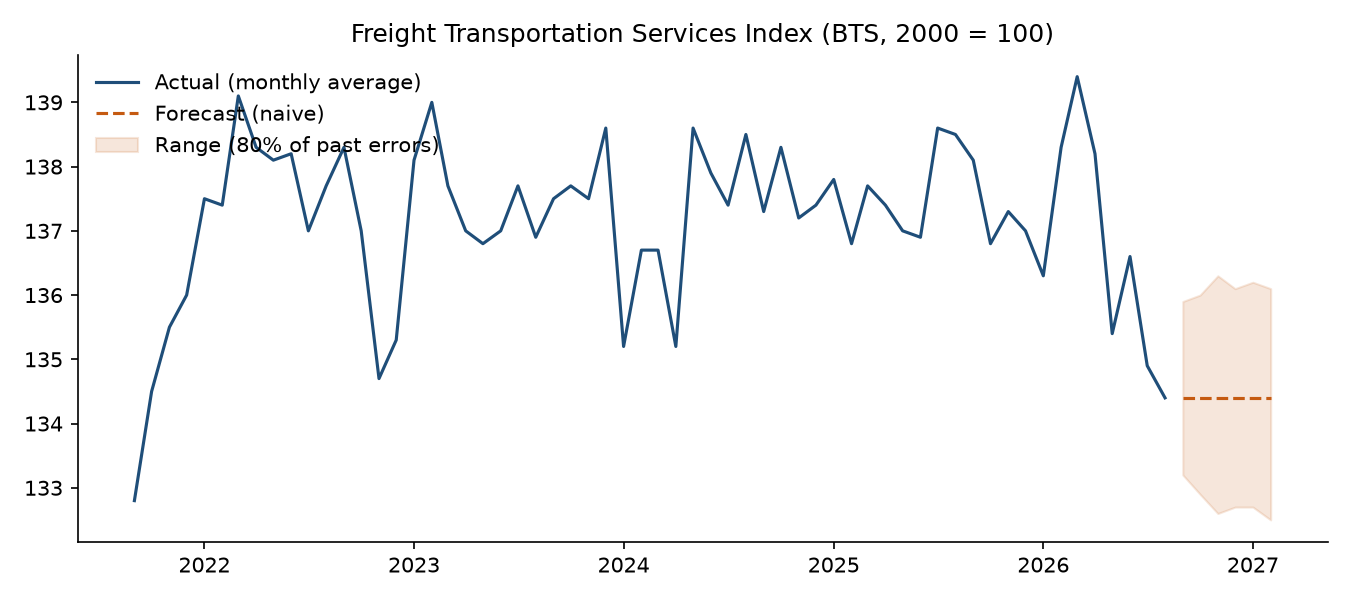 Freight Transportation Services Index (BTS, 2000 = 100)
Actual (monthly average)
Forecast (naive)
Range (80% of past errors)
139
138
137
136
135
134
133
2022 2023 2024 2025 2026 2027